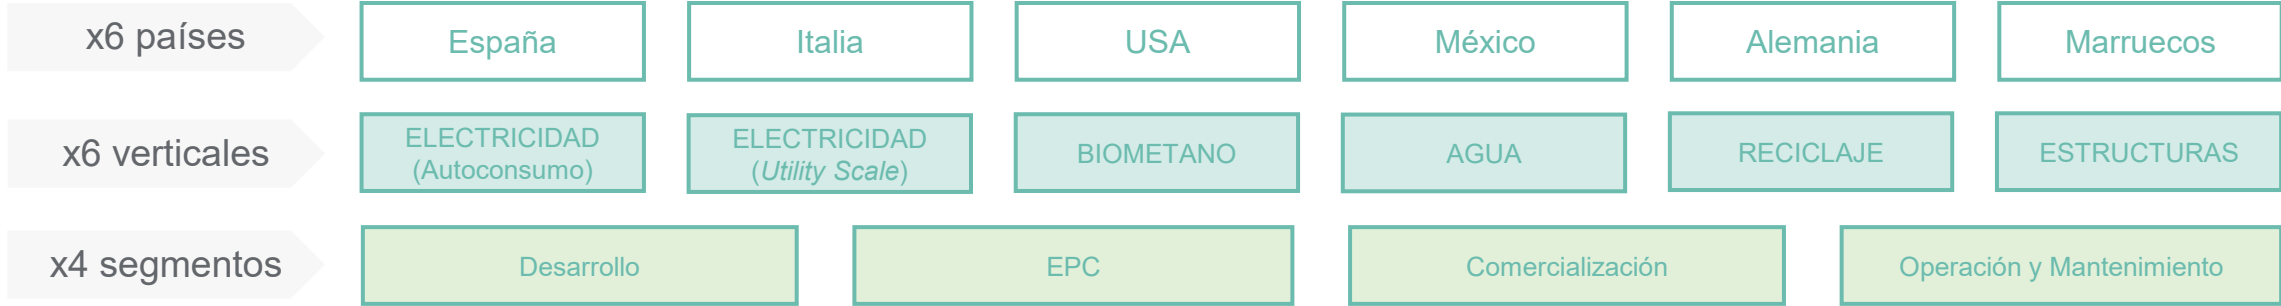 x6 países
España
Italia
USA
México
Alemania
Marruecos
x6 verticales
ELECTRICIDAD
(Autoconsumo)
ELECTRICIDAD
(Utility Scale)
BIOMETANO
AGUA
RECICLAJE
ESTRUCTURAS
x4 segmentos
Desarrollo
EPC
Comercialización
Operación y Mantenimiento